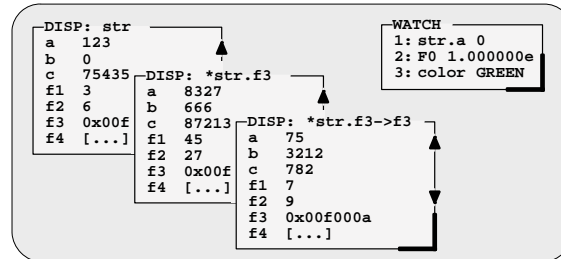 DISP: str
a 123
b 0
c 75435
f1 3
f2 6
f3 0x00f
f4 [...]
DISP: *str.f3
a 8327
b 666
c 87213
f1 45
f2 27
f3 0x00f
f4 [...]
DISP: *str.f3->f3
a 75
b 3212
c 782
f1 7
f2 9
f3 0x00f000a
f4 [...]
WATCH
1: str.a 0
2: F0 1.000000e
3: color GREEN